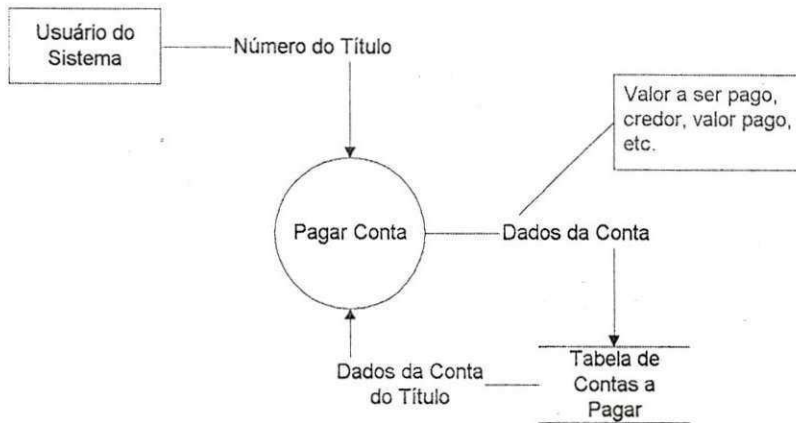 Usuário do
Sistema
Número do Título
Valor a ser pago,
credor, valor pago,
etc.
Pagar Conta
Dados da Conta
Dados da Conta
do Título
Tabela de
Contas a
Pagar